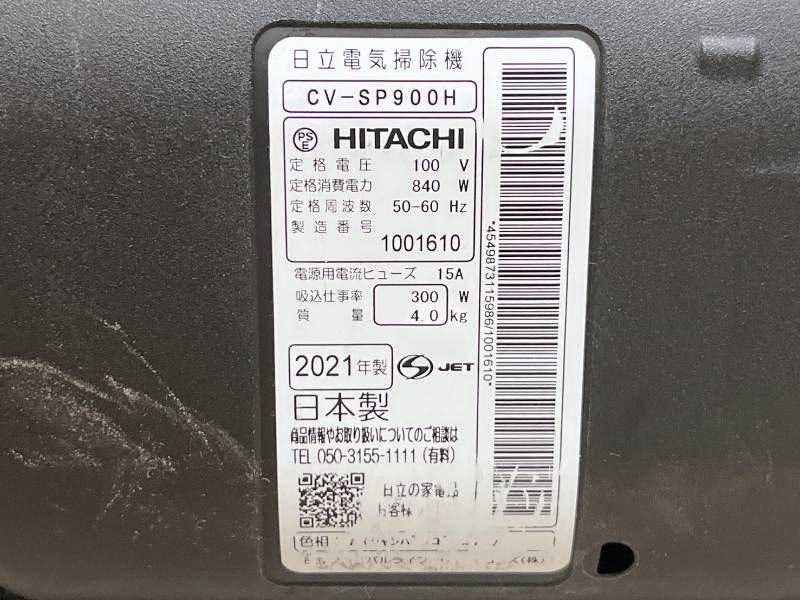 日立電気掃除機
CV-SP900H
PS
E
HITACHI
定格電圧 100 V
定格消費電力 840 W
定格周波数 50-60 Hz
製造番号
1001610
電源用電流ヒューズ 15A
吸込仕事率 300 W
質量 4.0 kg
2021年製
S JET
日本製
商品情報やお取り扱いについてのご相談は
TEL 050-3155-1111 (有料)
日立の家電品
お客様
色相
*4549873115986/1001610*